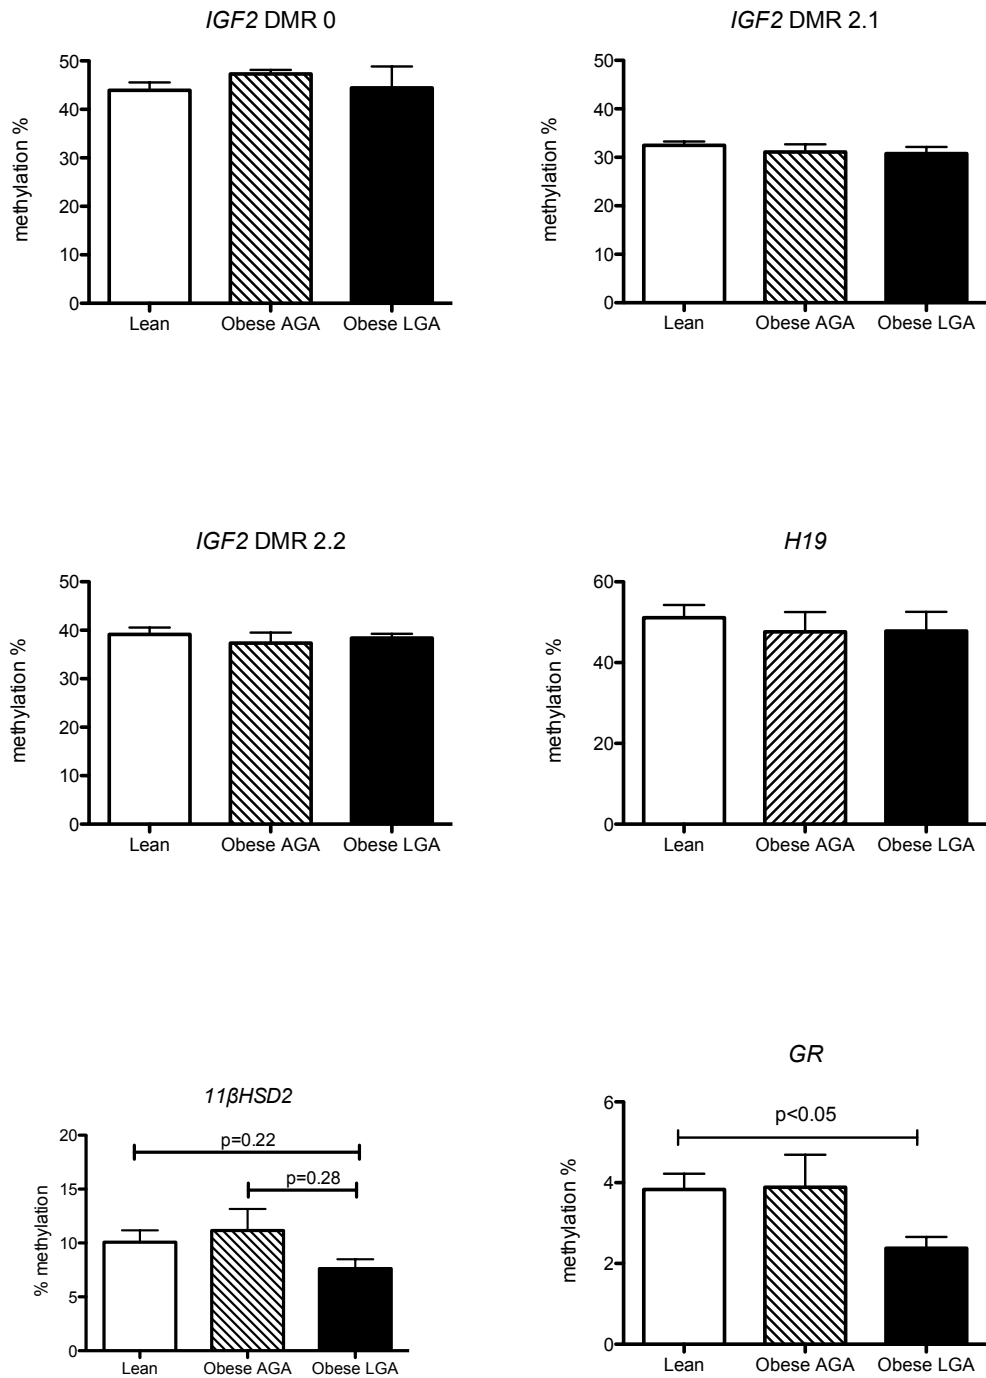 IGF2 DMR 0
methylation %
50
40
30
20
10
0
Lean Obese AGA Obese LGA
IGF2 DMR 2.1
methylation %
50
40
30
20
10
0
Lean Obese AGA Obese LGA
IGF2 DMR 2.2
methylation %
50
40
30
20
10
0
Lean Obese AGA Obese LGA
H19
methylation %
60
40
20
0
Lean Obese AGA Obese LGA
11βHSD2
% methylation
20
15
10
5
0
p=0.22
p=0.28
Lean Obese AGA Obese LGA
GR
methylation %
6
4
2
0
p<0.05
Lean Obese AGA Obese LGA